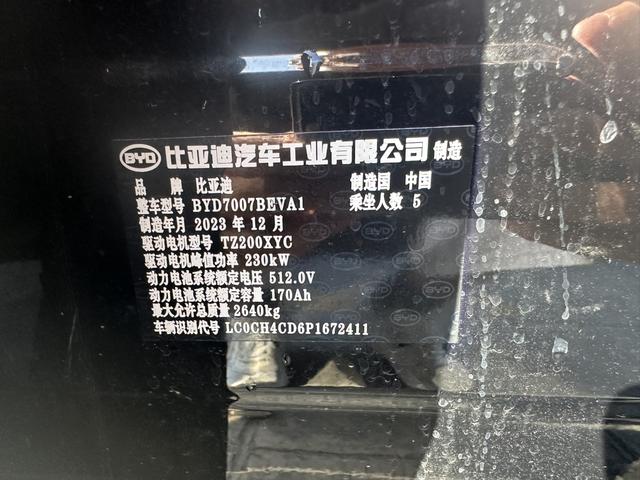 BYD 比亚迪汽车工业有限公司 制造
品 牌 比亚迪 制造国 中国
整车型号 BYD7007BEVA1 乘坐人数 5
制造年月 2023 年 12 月
驱动电机型号 TZ200XYC
驱动电机峰值功率 230kW
动力电池系统额定电压 512.0V
动力电池系统额定容量 170Ah
最大允许总质量 2640kg
车辆识别代号 LC0CH4CD6P1672411